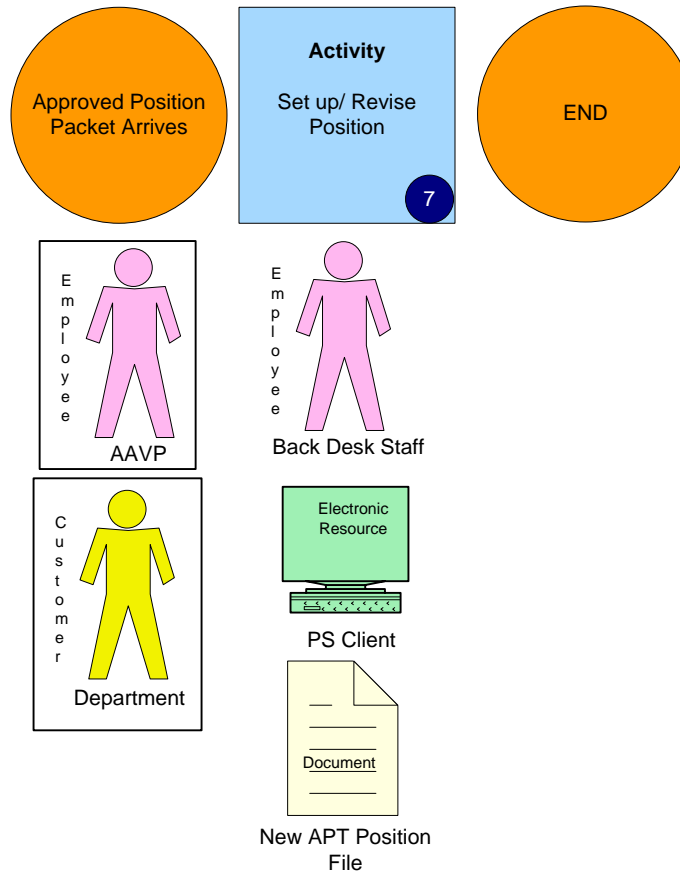 Approved Position
Packet Arrives
Activity
Set up/ Revise
Position
7
END
Employee
AAVP
Employee
Back Desk Staff
Customer
Department
Electronic
Resource
PS Client
Document
New APT Position
File